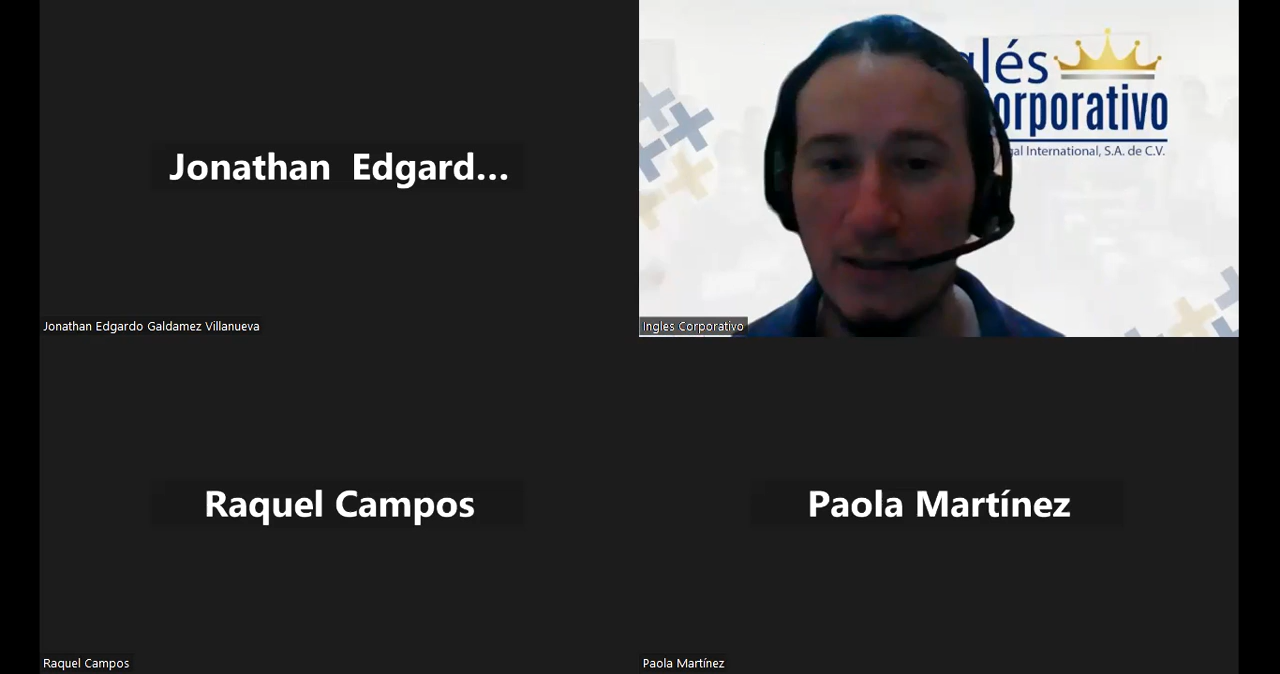 Jonathan  Edgard...
Jonathan Edgardo Galdamez Villanueva
glés
orporativo
gal International, S.A. de C.V.
Ingles Corporativo
Raquel Campos
Raquel Campos
Paola Martínez
Paola Martínez